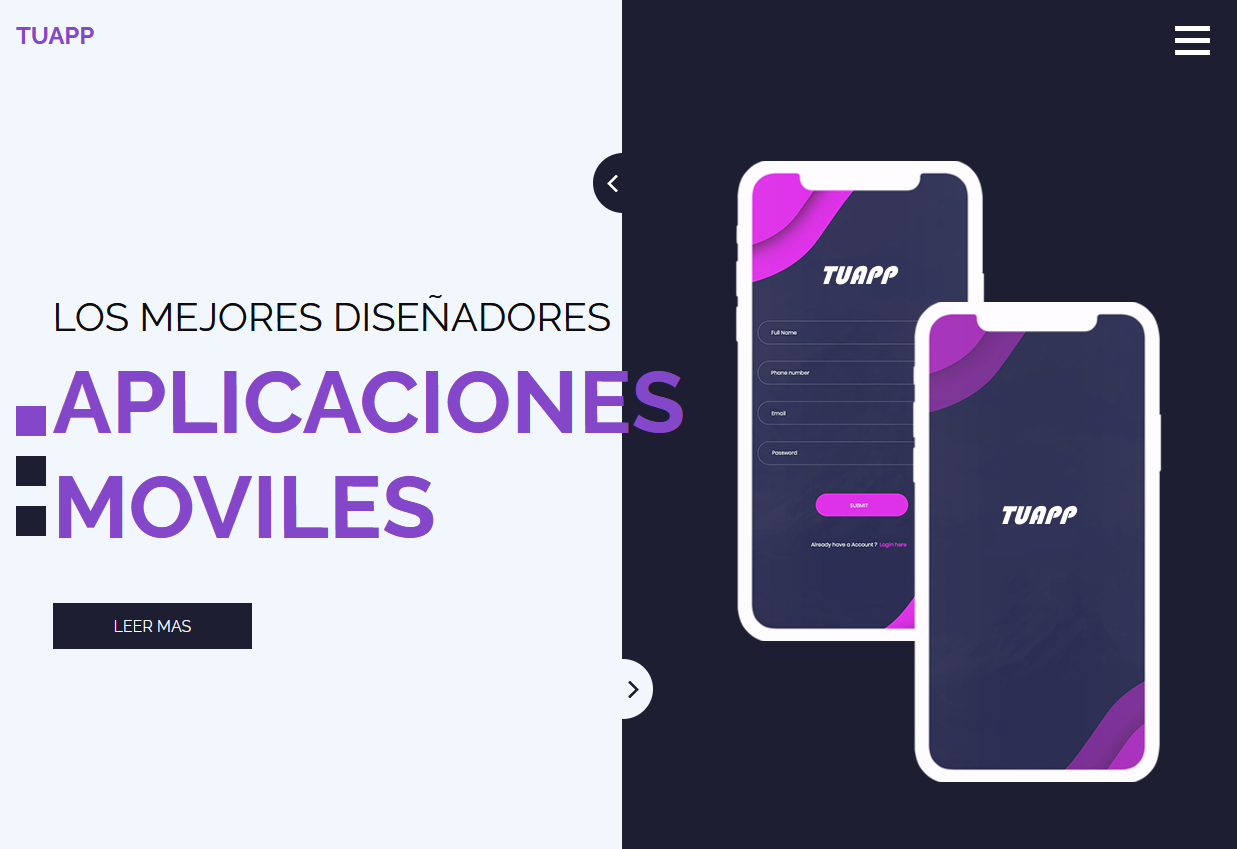 TUAPP
LOS MEJORES DISEÑADORES
APLICACIONES
MOVILES
LEER MAS
TUAPP
Full Name
Phone number
Email
Password
SUBMIT
Already have a Account ? Login here
TUAPP